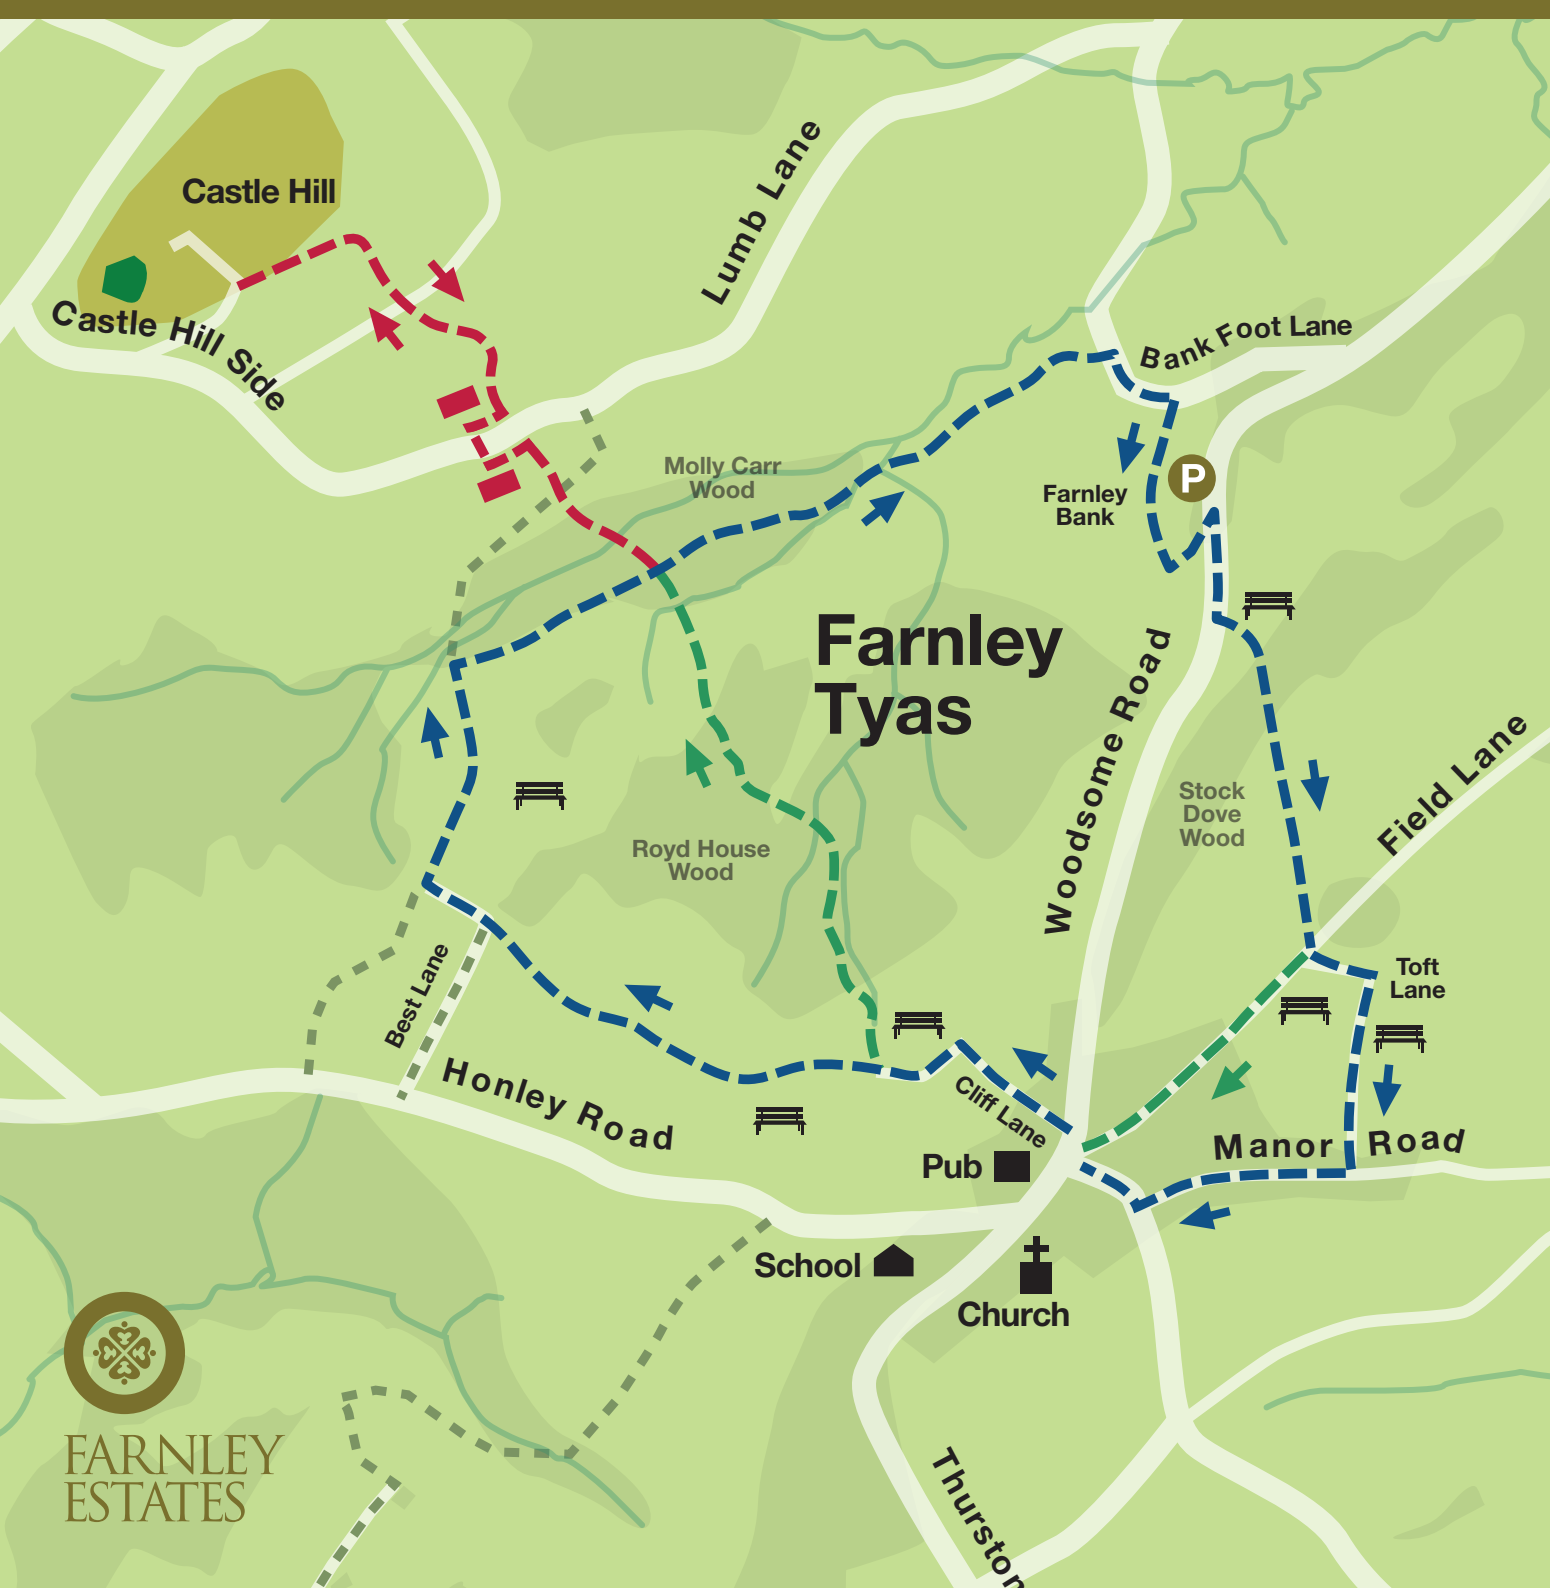 Castle Hill
Castle Hill Side
Lumb Lane
Bank Foot Lane
Molly Carr
Wood
P
Farnley
Bank
Farnley
Tyas
Woodsome Road
Stock
Dove
Wood
Field Lane
Royd House
Wood
Best Lane
Toft
Lane
Honley Road
Cliff Lane
Manor Road
Pub
School
Church
FARNLEY
ESTATES
Thurston